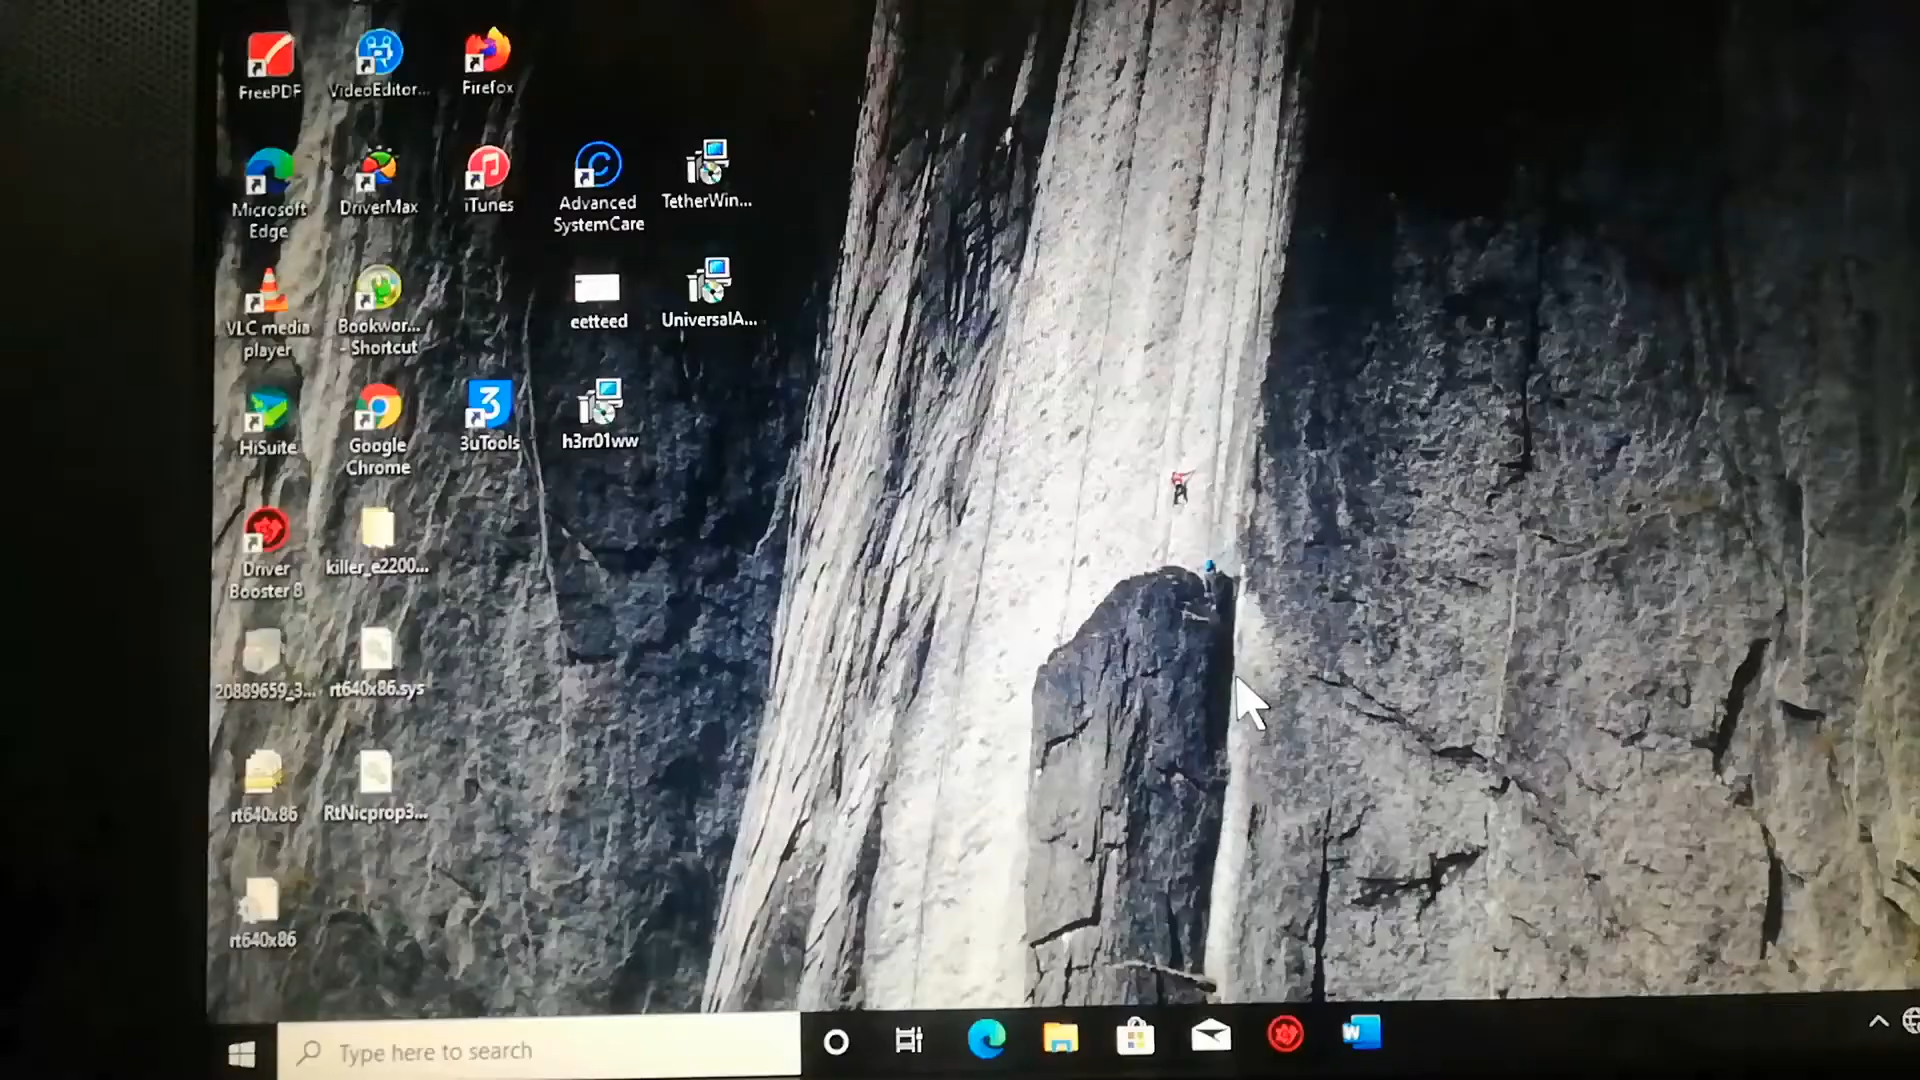 FreePDF
VideoEditor...
Firefox
Microsoft
Edge
DriverMax
iTunes
Advanced
SystemCare
TetherWin...
VLC media
player
Bookwor...
- Shortcut
eetteed
UniversalA...
HiSuite
Google
Chrome
3
3uTools
h3rr01ww
Driver
Booster 8
killer_e2200...
20889659_3...
rt640x86.sys
rt640x86
RtNicprop3...
rt640x86
Type here to search
W